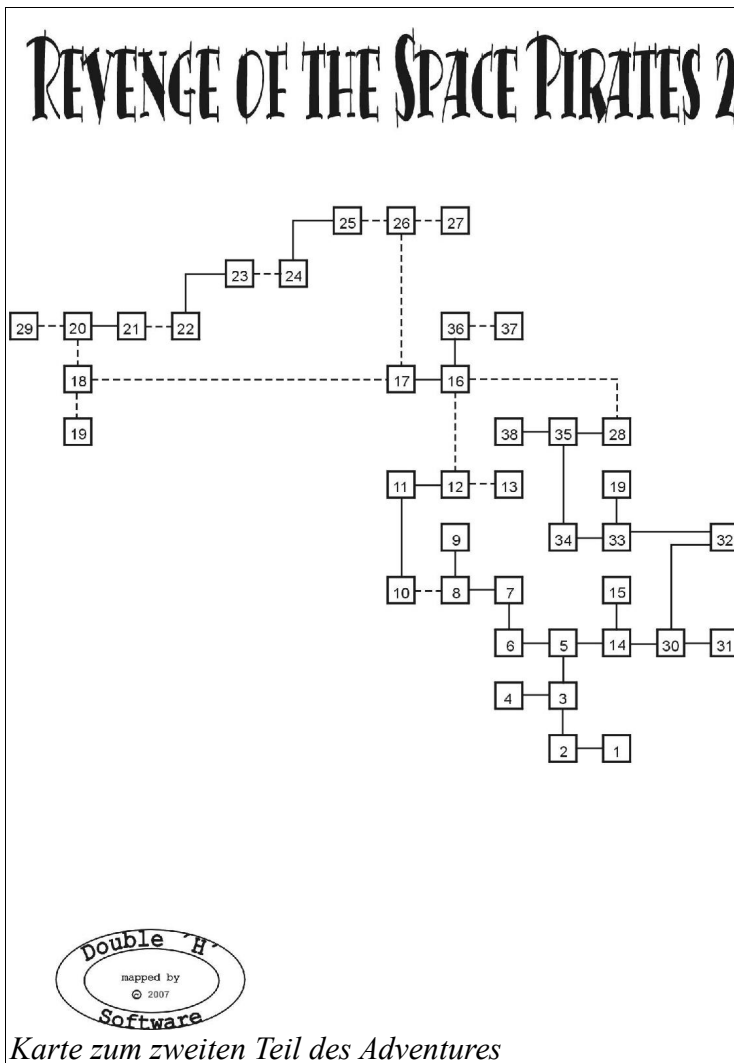 REVENGE OF THE SPACE PIRATES 2
25 26 27
23 24
29 20 21 22 36 37
18 17 16
19 38 35 28
11 12 13 19
9 34 33 32
10 8 7 15
6 5 14 30 31
4 3
2 1
Double ´H´
mapped by
© 2007
Software
Karte zum zweiten Teil des Adventures